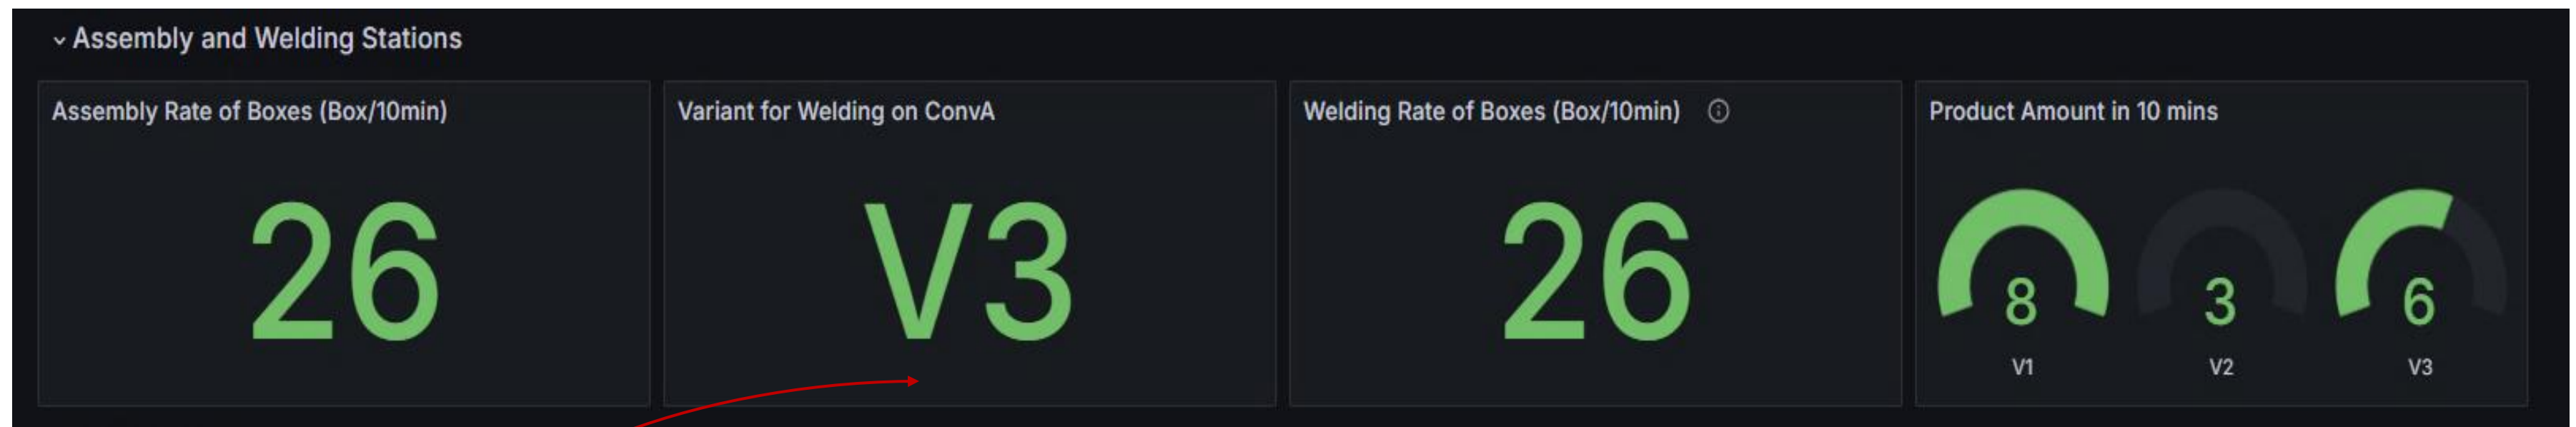 Assembly and Welding Stations
Assembly Rate of Boxes (Box/10min)
26
Variant for Welding on ConvA
V3
Welding Rate of Boxes (Box/10min)
26
Product Amount in 10 mins
8 3 6
V1 V2 V3